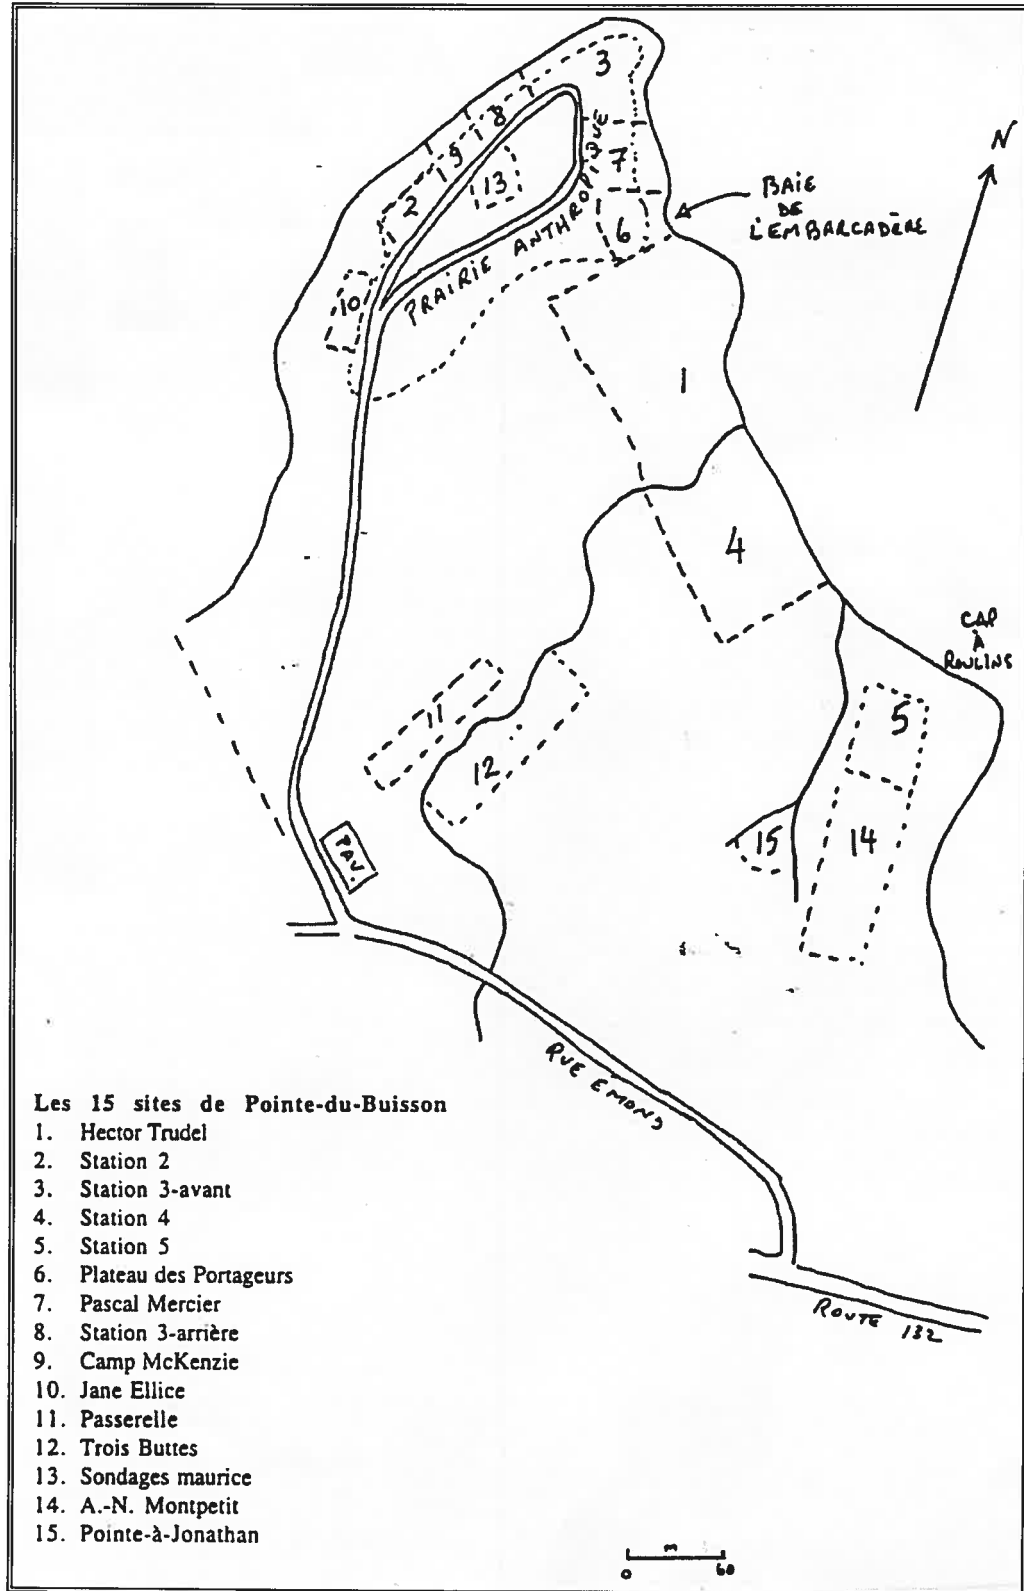 3
8
9
2
13
7
6
10
PRAIRIE ANTHROPIQUE
BAIE
DE
L'EMBARCADÈRE
N
1
4
CAP
À
ROULINS
5
11
12
15
14
PAV.
RUE EMOND
ROUTE 132
Les 15 sites de Pointe-du-Buisson
1. Hector Trudel
2. Station 2
3. Station 3-avant
4. Station 4
5. Station 5
6. Plateau des Portageurs
7. Pascal Mercier
8. Station 3-arrière
9. Camp McKenzie
10. Jane Ellice
11. Passerelle
12. Trois Buttes
13. Sondages maurice
14. A.-N. Montpetit
15. Pointe-à-Jonathan
m
0 60